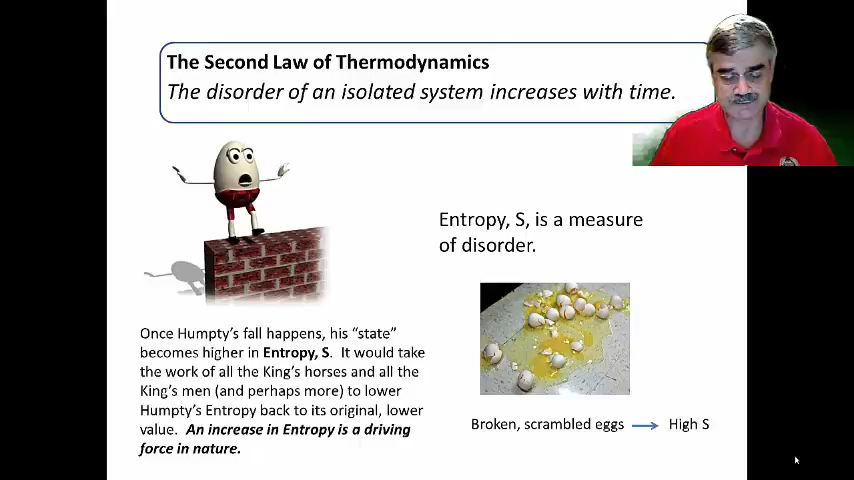 The Second Law of Thermodynamics
The disorder of an isolated system increases with time.
Entropy, S, is a measure
of disorder.
Once Humpty’s fall happens, his “state”
becomes higher in Entropy, S.  It would take
the work of all the King’s horses and all the
King’s men (and perhaps more) to lower
Humpty’s Entropy back to its original, lower
value.  An increase in Entropy is a driving
force in nature.
Broken, scrambled eggs → High S